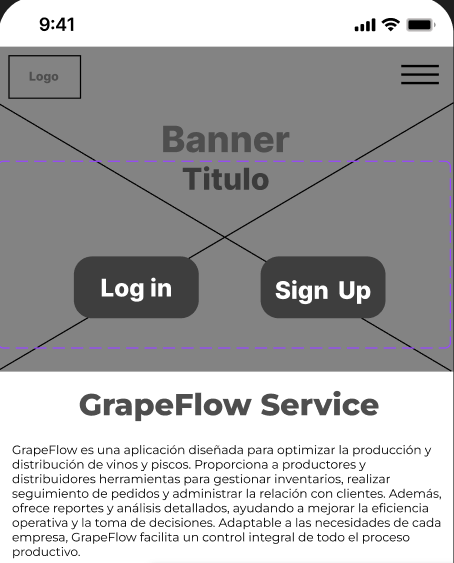 9:41
Logo
Banner
Titulo
Log in
Sign Up
GrapeFlow Service
GrapeFlow es una aplicación diseñada para optimizar la producción y
distribución de vinos y piscos. Proporciona a productores y
distribuidores herramientas para gestionar inventarios, realizar
seguimiento de pedidos y administrar la relación con clientes. Además,
ofrece reportes y análisis detallados, ayudando a mejorar la eficiencia
operativa y la toma de decisiones. Adaptable a las necesidades de cada
empresa, GrapeFlow facilita un control integral de todo el proceso
productivo.